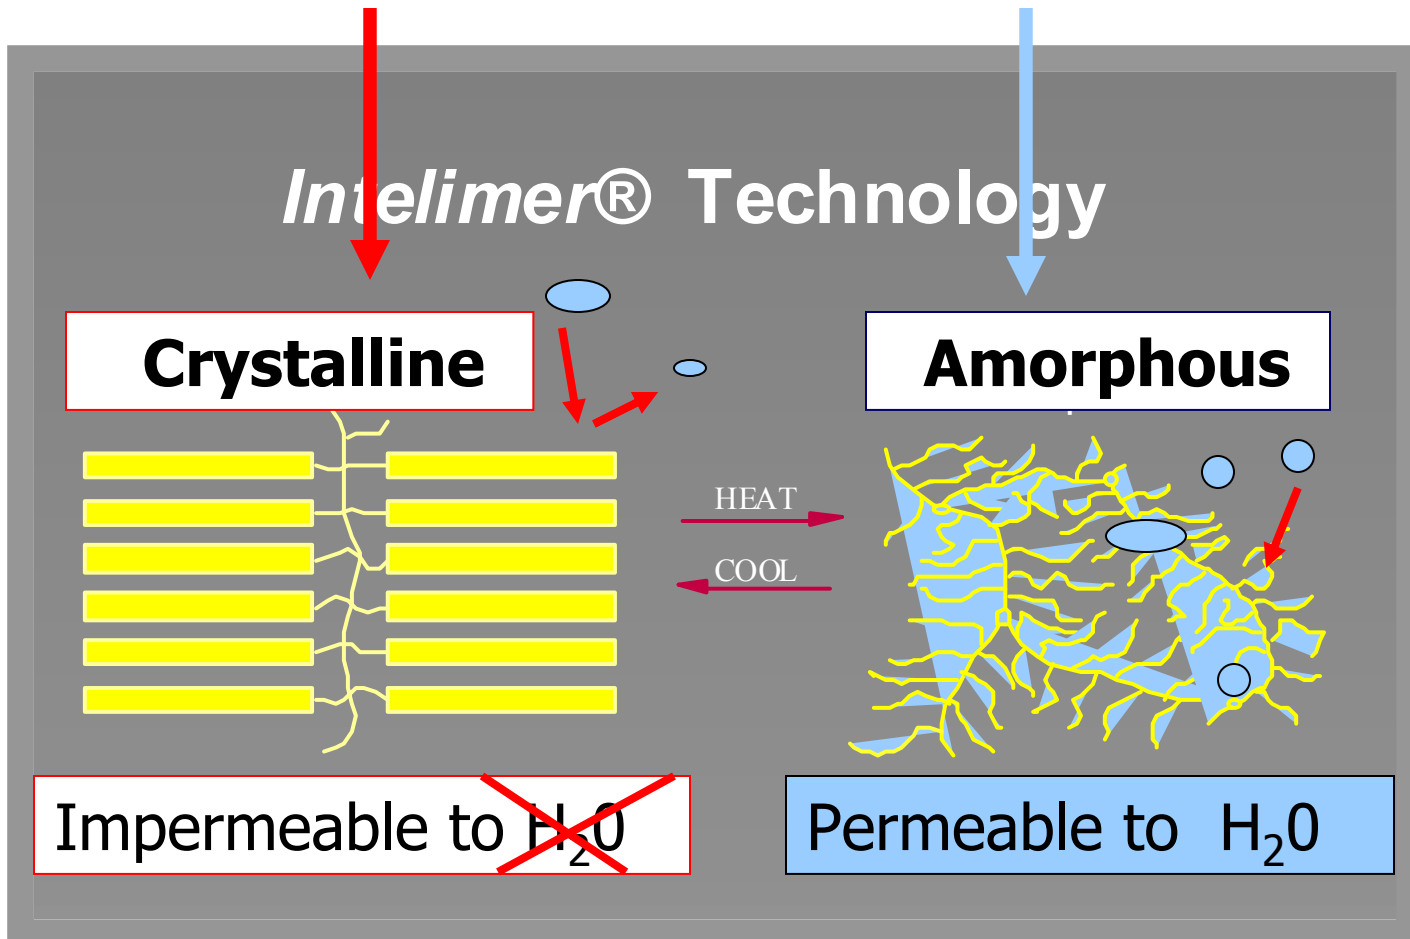 Intelimer® Technology
Crystalline
Amorphous
HEAT
COOL
Impermeable to H₂0
Permeable to H₂0